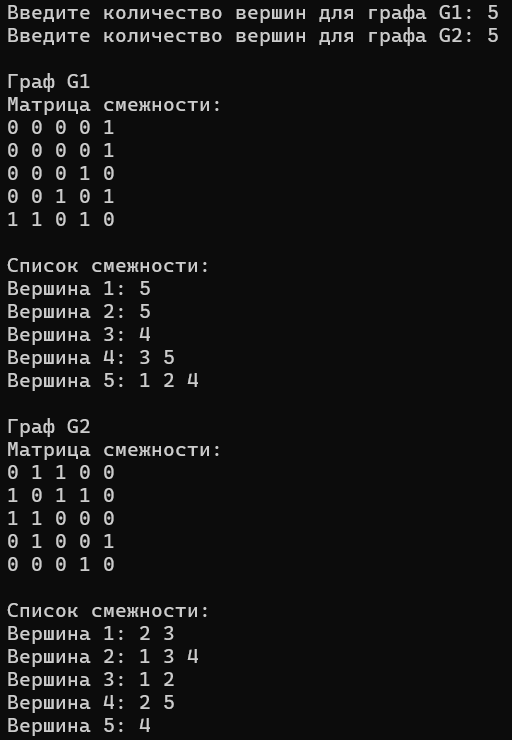 Введите количество вершин для графа G1: 5
Введите количество вершин для графа G2: 5
Граф G1
Матрица смежности:
0 0 0 0 1
0 0 0 0 1
0 0 0 1 0
0 0 1 0 1
1 1 0 1 0
Список смежности:
Вершина 1: 5
Вершина 2: 5
Вершина 3: 4
Вершина 4: 3 5
Вершина 5: 1 2 4
Граф G2
Матрица смежности:
0 1 1 0 0
1 0 1 1 0
1 1 0 0 0
0 1 0 0 1
0 0 0 1 0
Список смежности:
Вершина 1: 2 3
Вершина 2: 1 3 4
Вершина 3: 1 2
Вершина 4: 2 5
Вершина 5: 4